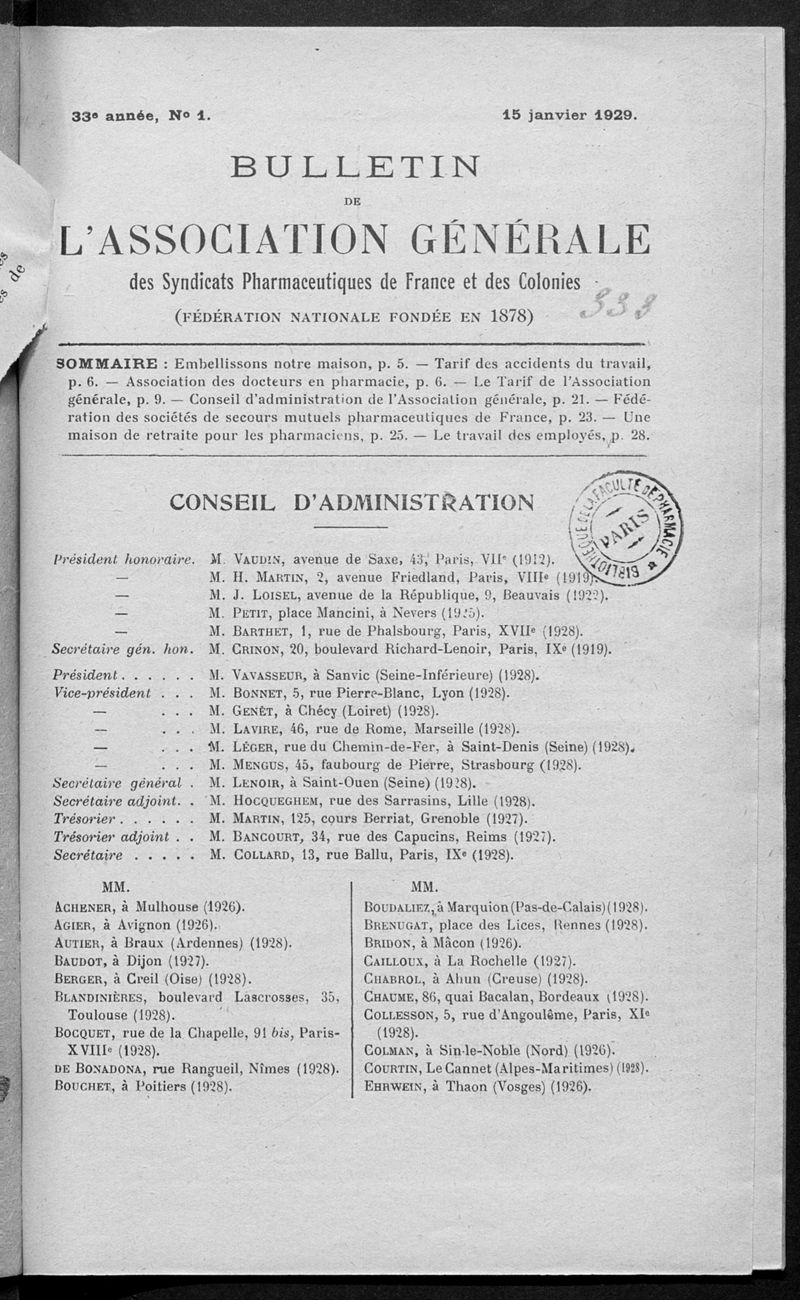 33e année, No 1.
15 janvier 1929.
BULLETIN
DE
L'ASSOCIATION GÉNÉRALE
des Syndicats Pharmaceutiques de France et des Colonies
(FÉDÉRATION NATIONALE FONDÉE EN 1878)
SOMMAIRE : Embellissons notre maison, p. 5. — Tarif des accidents du travail,
p. 6. — Association des docteurs en pharmacie, p. 6. — Le Tarif de l'Association
générale, p. 9. — Conseil d'administration de l'Association générale, p. 21. — Fédé-
ration des sociétés de secours mutuels pharmaceutiques de France, p. 23. — Une
maison de retraite pour les pharmaciens, p. 25. — Le travail des employés, p. 28.
CONSEIL D'ADMINISTRATION
Président honoraire. M. VAUDIN, avenue de Saxe, 43, Paris, VIIe (1912).
— M. H. MARTIN, 2, avenue Friedland, Paris, VIIIe (1919).
— M. J. LOISEL, avenue de la République, 9, Beauvais (1922).
— M. PETIT, place Mancini, à Nevers (1925).
— M. BARTHET, 1, rue de Phalsbourg, Paris, XVIIe (1928).
Secrétaire gén. hon. M. CRINON, 20, boulevard Richard-Lenoir, Paris, IXe (1919).
Président . . . . . . M. VAVASSEUR, à Sanvic (Seine-Inférieure) (1928).
Vice-président . . . M. BONNET, 5, rue Pierre-Blanc, Lyon (1928).
— . . . M. GENÊT, à Chécy (Loiret) (1928).
— . . . M. LAVIRE, 46, rue de Rome, Marseille (1928).
— . . . M. LÉGER, rue du Chemin-de-Fer, à Saint-Denis (Seine) (1928).
— . . . M. MENGUS, 45, faubourg de Pierre, Strasbourg (1928).
Secrétaire général . M. LENOIR, à Saint-Ouen (Seine) (1928).
Secrétaire adjoint. . M. HOCQUEGHEM, rue des Sarrasins, Lille (1928).
Trésorier . . . . . . M. MARTIN, 125, cours Berriat, Grenoble (1927).
Trésorier adjoint . . M. BANCOURT, 34, rue des Capucins, Reims (1927).
Secrétaire . . . . . M. COLLARD, 13, rue Ballu, Paris, IXe (1928).
MM.
ACHENER, à Mulhouse (1926).
AGIER, à Avignon (1926).
AUTIER, à Braux (Ardennes) (1928).
BAUDOT, à Dijon (1927).
BERGER, à Creil (Oise) (1928).
BLANDINIÈRES, boulevard Lascrosses, 35,
Toulouse (1928).
BOCQUET, rue de la Chapelle, 91 bis, Paris-
XVIIIe (1928).
DE BONADONA, rue Rangueil, Nîmes (1928).
BOUCHET, à Poitiers (1928).
MM.
BOUDALIEZ, à Marquion (Pas-de-Calais) (1928).
BRENUGAT, place des Lices, Rennes (1928).
BRIDON, à Mâcon (1926).
CAILLOUX, à La Rochelle (1927).
CHABROL, à Ahun (Creuse) (1928).
CHAUME, 86, quai Bacalan, Bordeaux (1928).
COLLESSON, 5, rue d'Angoulême, Paris, XIe
(1928).
COLMAN, à Sin-le-Noble (Nord) (1926).
COURTIN, Le Cannet (Alpes-Maritimes) (1928).
EHRWEIN, à Thaon (Vosges) (1926).
BIBLIOTHÈQUE DE LA FACULTÉ DE PHARMACIE
PARIS
333